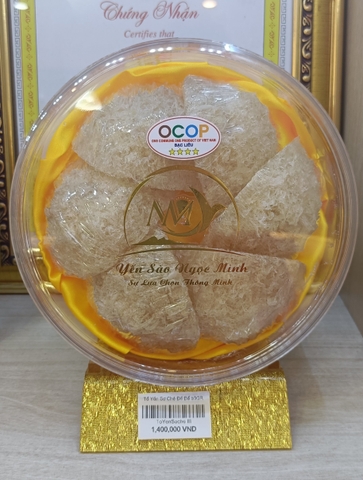 Chứng Nhận
Certifies that
OCOP
BẠC LIÊU
Yến Sào Ngọc Minh
Sự Lựa Chọn Thông Minh
1,400,000 VND